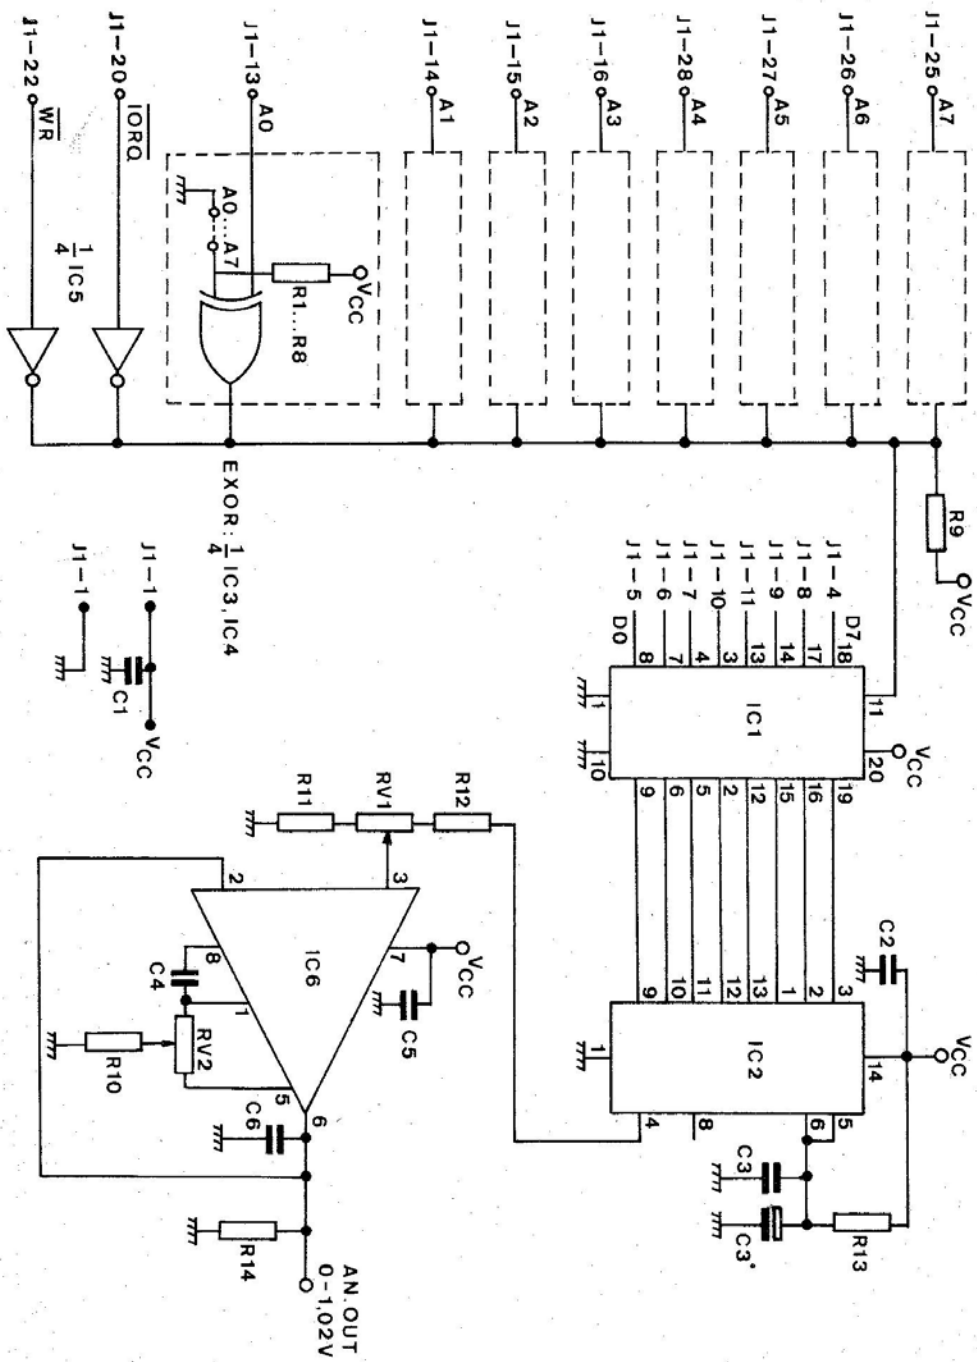 J1-22 WR
J1-20 IORQ
J1-13 A0
J1-14 A1
J1-15 A2
J1-16 A3
J1-28 A4
J1-27 A5
J1-26 A6
J1-25 A7
A0...A7
R1...R8
VCC
1/4 IC5
EXOR: 1/4 IC3, IC4
R9
VCC
J1-1
J1-1
C1
VCC
J1-5
J1-6
J1-7
J1-10
J1-11
J1-9
J1-8
J1-4
D0
D7
8
7
4
3
13
14
17
18
11
IC1
1
10
20
VCC
9
6
5
2
12
15
16
19
9
10
11
12
13
1
2
3
IC2
1
14
VCC
C2
4
8
6
5
C3
C3*
R13
R11
RV1
R12
2
3
IC6
7
VCC
C5
8
1
C4
RV2
R10
5
6
C6
R14
AN.OUT
0-1,02V